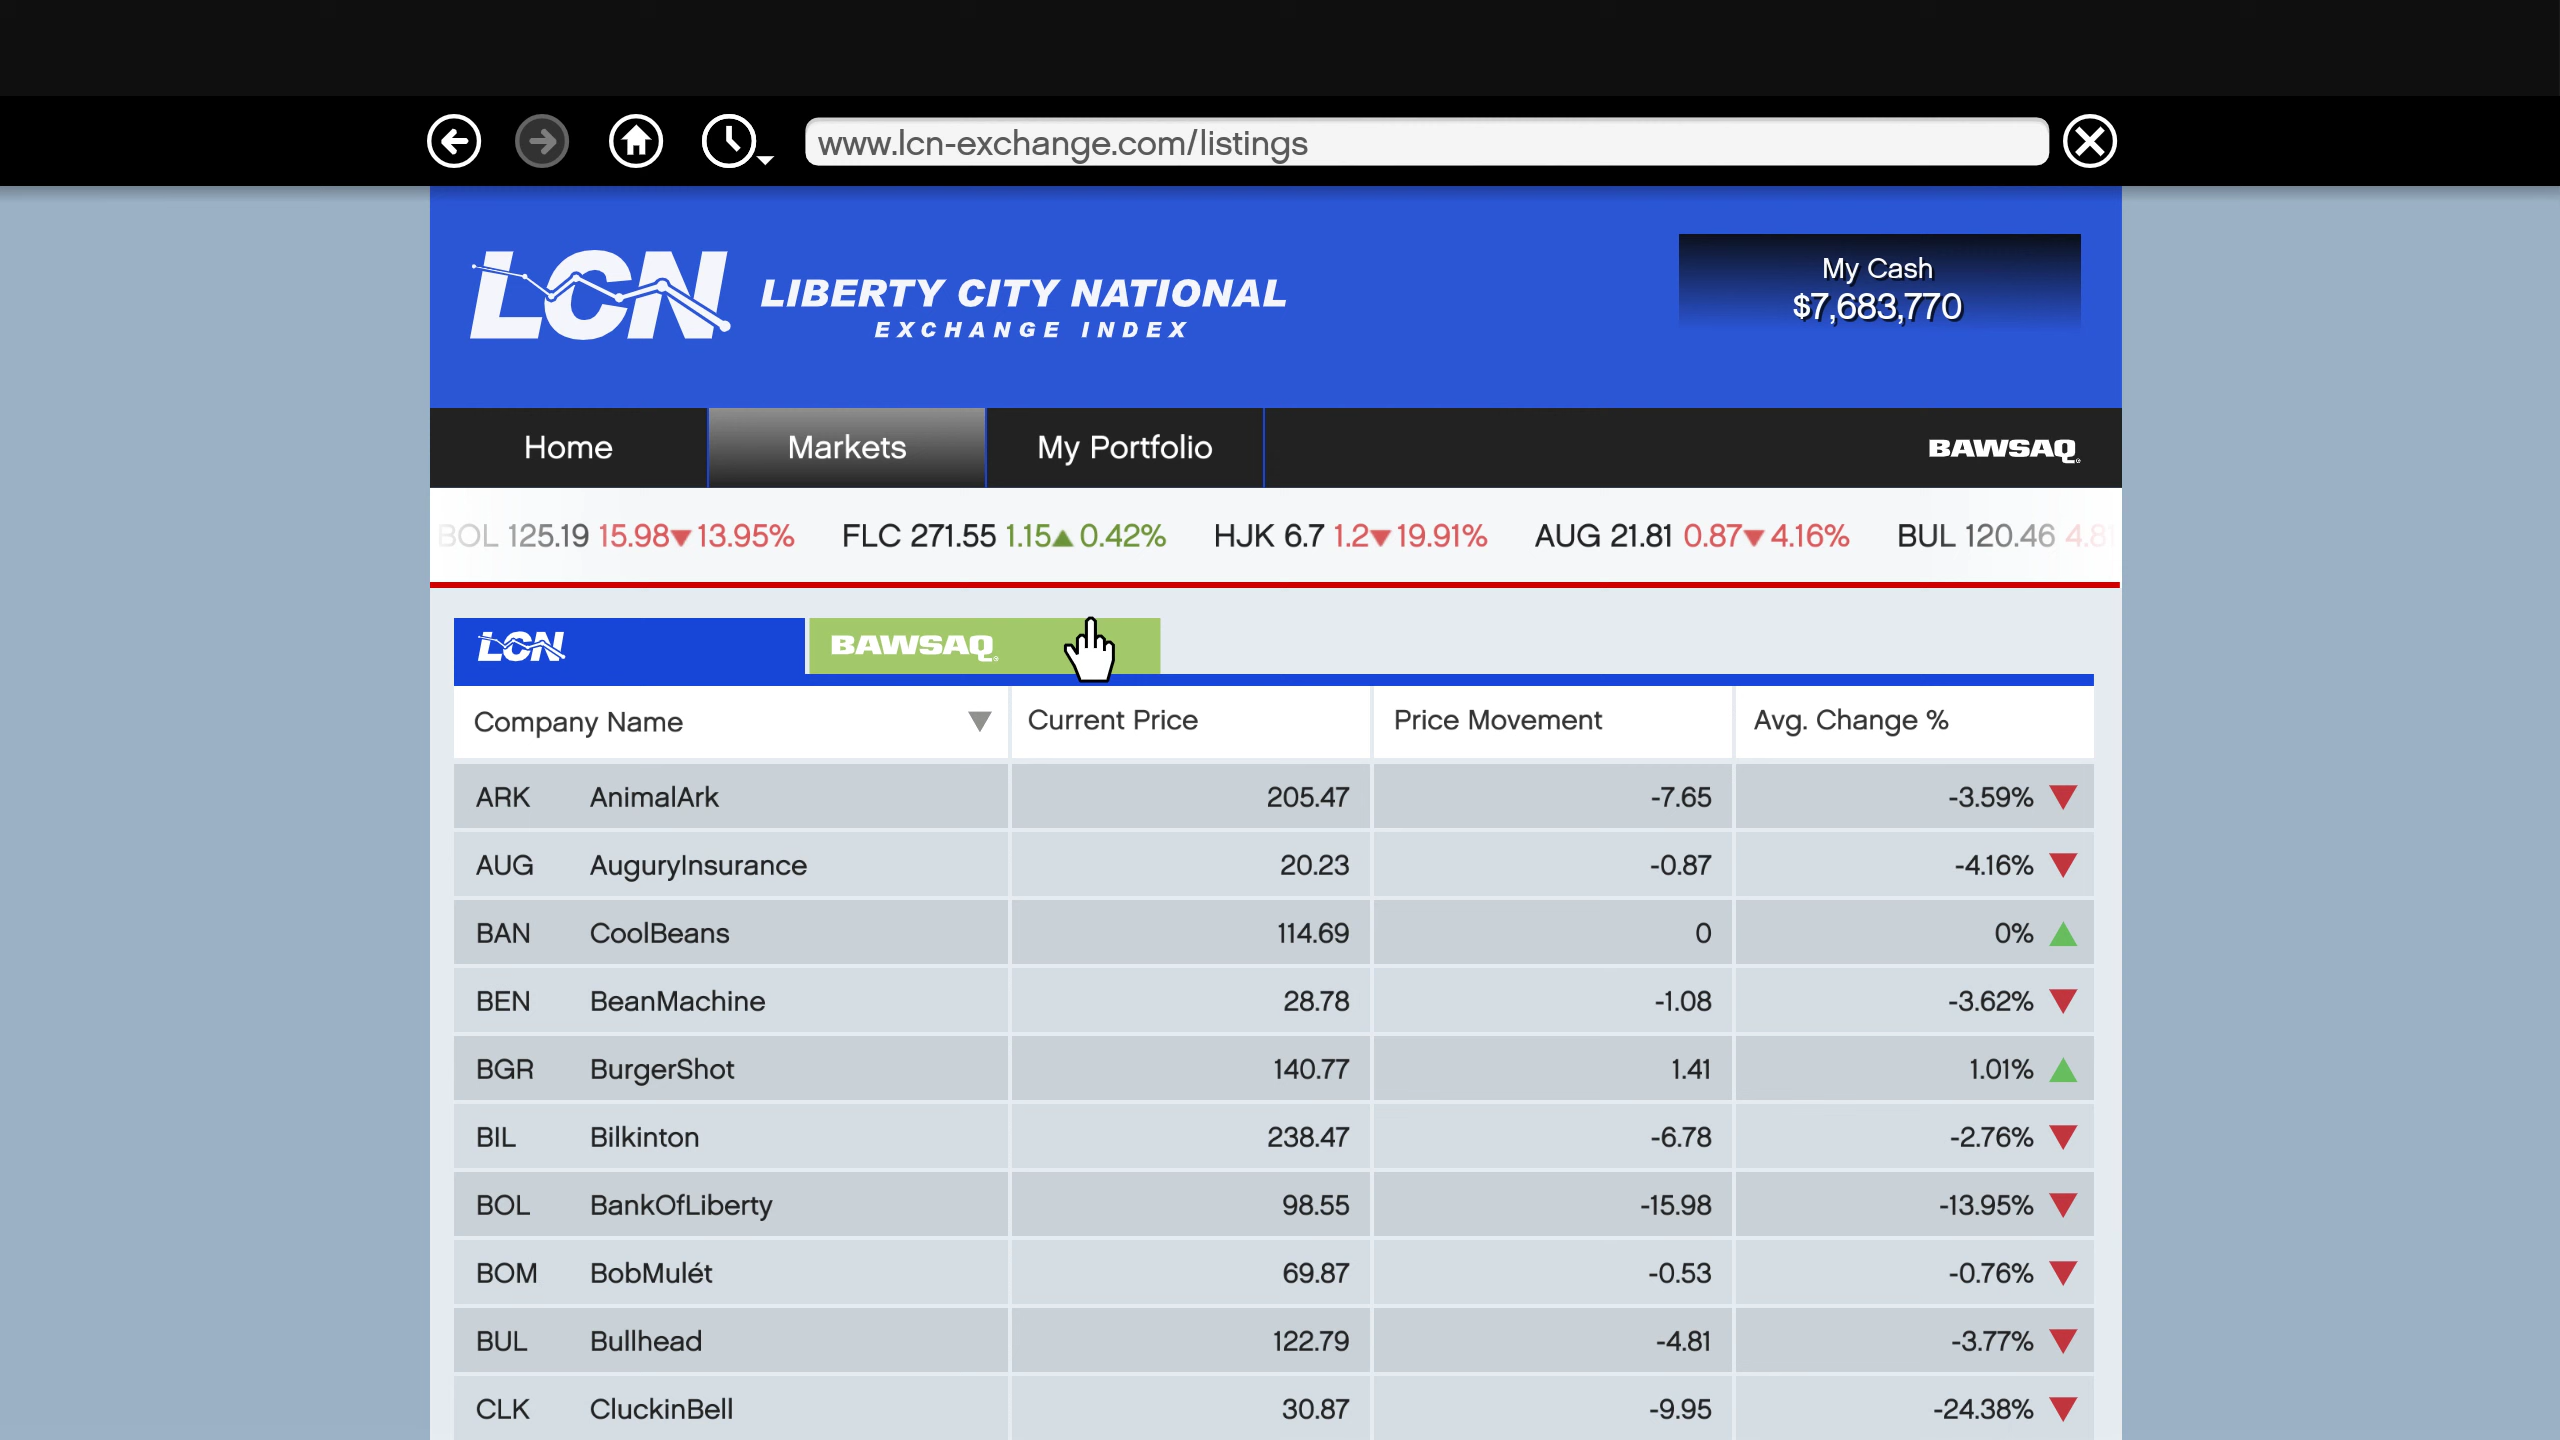 www.lcn-exchange.com/listings
LCN LIBERTY CITY NATIONAL
EXCHANGE INDEX
My Cash
$7,683,770
Home Markets My Portfolio BAWSAQ
BOL 125.19 15.98▼13.95% FLC 271.55 1.15▲0.42% HJK 6.7 1.2▼19.91% AUG 21.81 0.87▼4.16% BUL 120.46 4.81
LCN BAWSAQ
Company Name ▼ Current Price Price Movement Avg. Change %
ARK AnimalArk 205.47 -7.65 -3.59% ▼
AUG AuguryInsurance 20.23 -0.87 -4.16% ▼
BAN CoolBeans 114.69 0 0% ▲
BEN BeanMachine 28.78 -1.08 -3.62% ▼
BGR BurgerShot 140.77 1.41 1.01% ▲
BIL Bilkinton 238.47 -6.78 -2.76% ▼
BOL BankOfLiberty 98.55 -15.98 -13.95% ▼
BOM BobMulét 69.87 -0.53 -0.76% ▼
BUL Bullhead 122.79 -4.81 -3.77% ▼
CLK CluckinBell 30.87 -9.95 -24.38% ▼